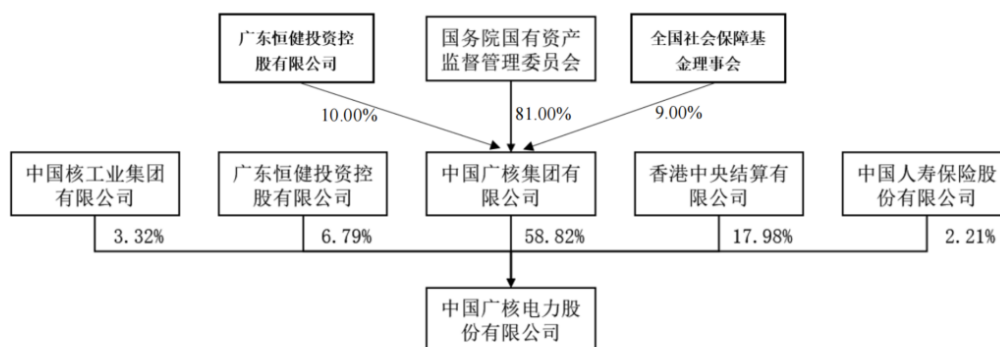 广东恒健投资控
股有限公司
国务院国有资产
监督管理委员会
全国社会保障基
金理事会
10.00%
81.00%
9.00%
中国核工业集团
有限公司
广东恒健投资控
股有限公司
中国广核集团有
限公司
香港中央结算有
限公司
中国人寿保险股
份有限公司
3.32%
6.79%
58.82%
17.98%
2.21%
中国广核电力股
份有限公司